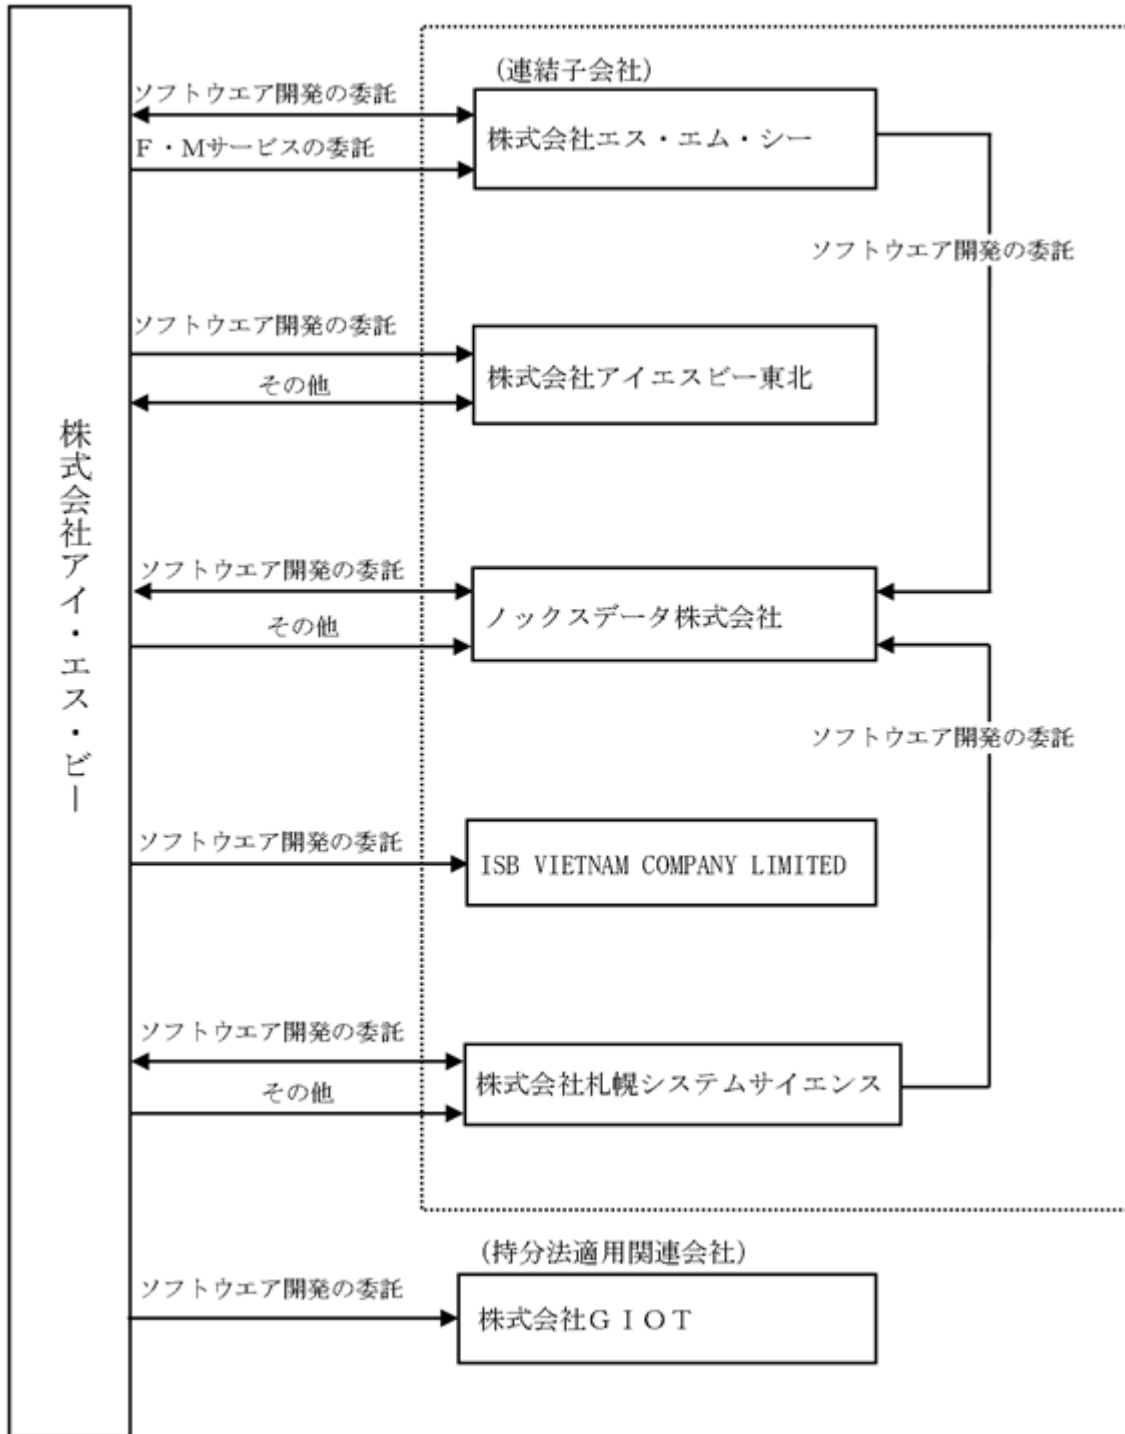 株式会社アイ・エス・ビー
(連結子会社)
ソフトウエア開発の委託
F・Mサービスの委託
株式会社エス・エム・シー
ソフトウエア開発の委託
ソフトウエア開発の委託
その他
株式会社アイエスビー東北
ソフトウエア開発の委託
その他
ノックスデータ株式会社
ソフトウエア開発の委託
ソフトウエア開発の委託
ISB VIETNAM COMPANY LIMITED
ソフトウエア開発の委託
その他
株式会社札幌システムサイエンス
(持分法適用関連会社)
ソフトウエア開発の委託
株式会社GIOT